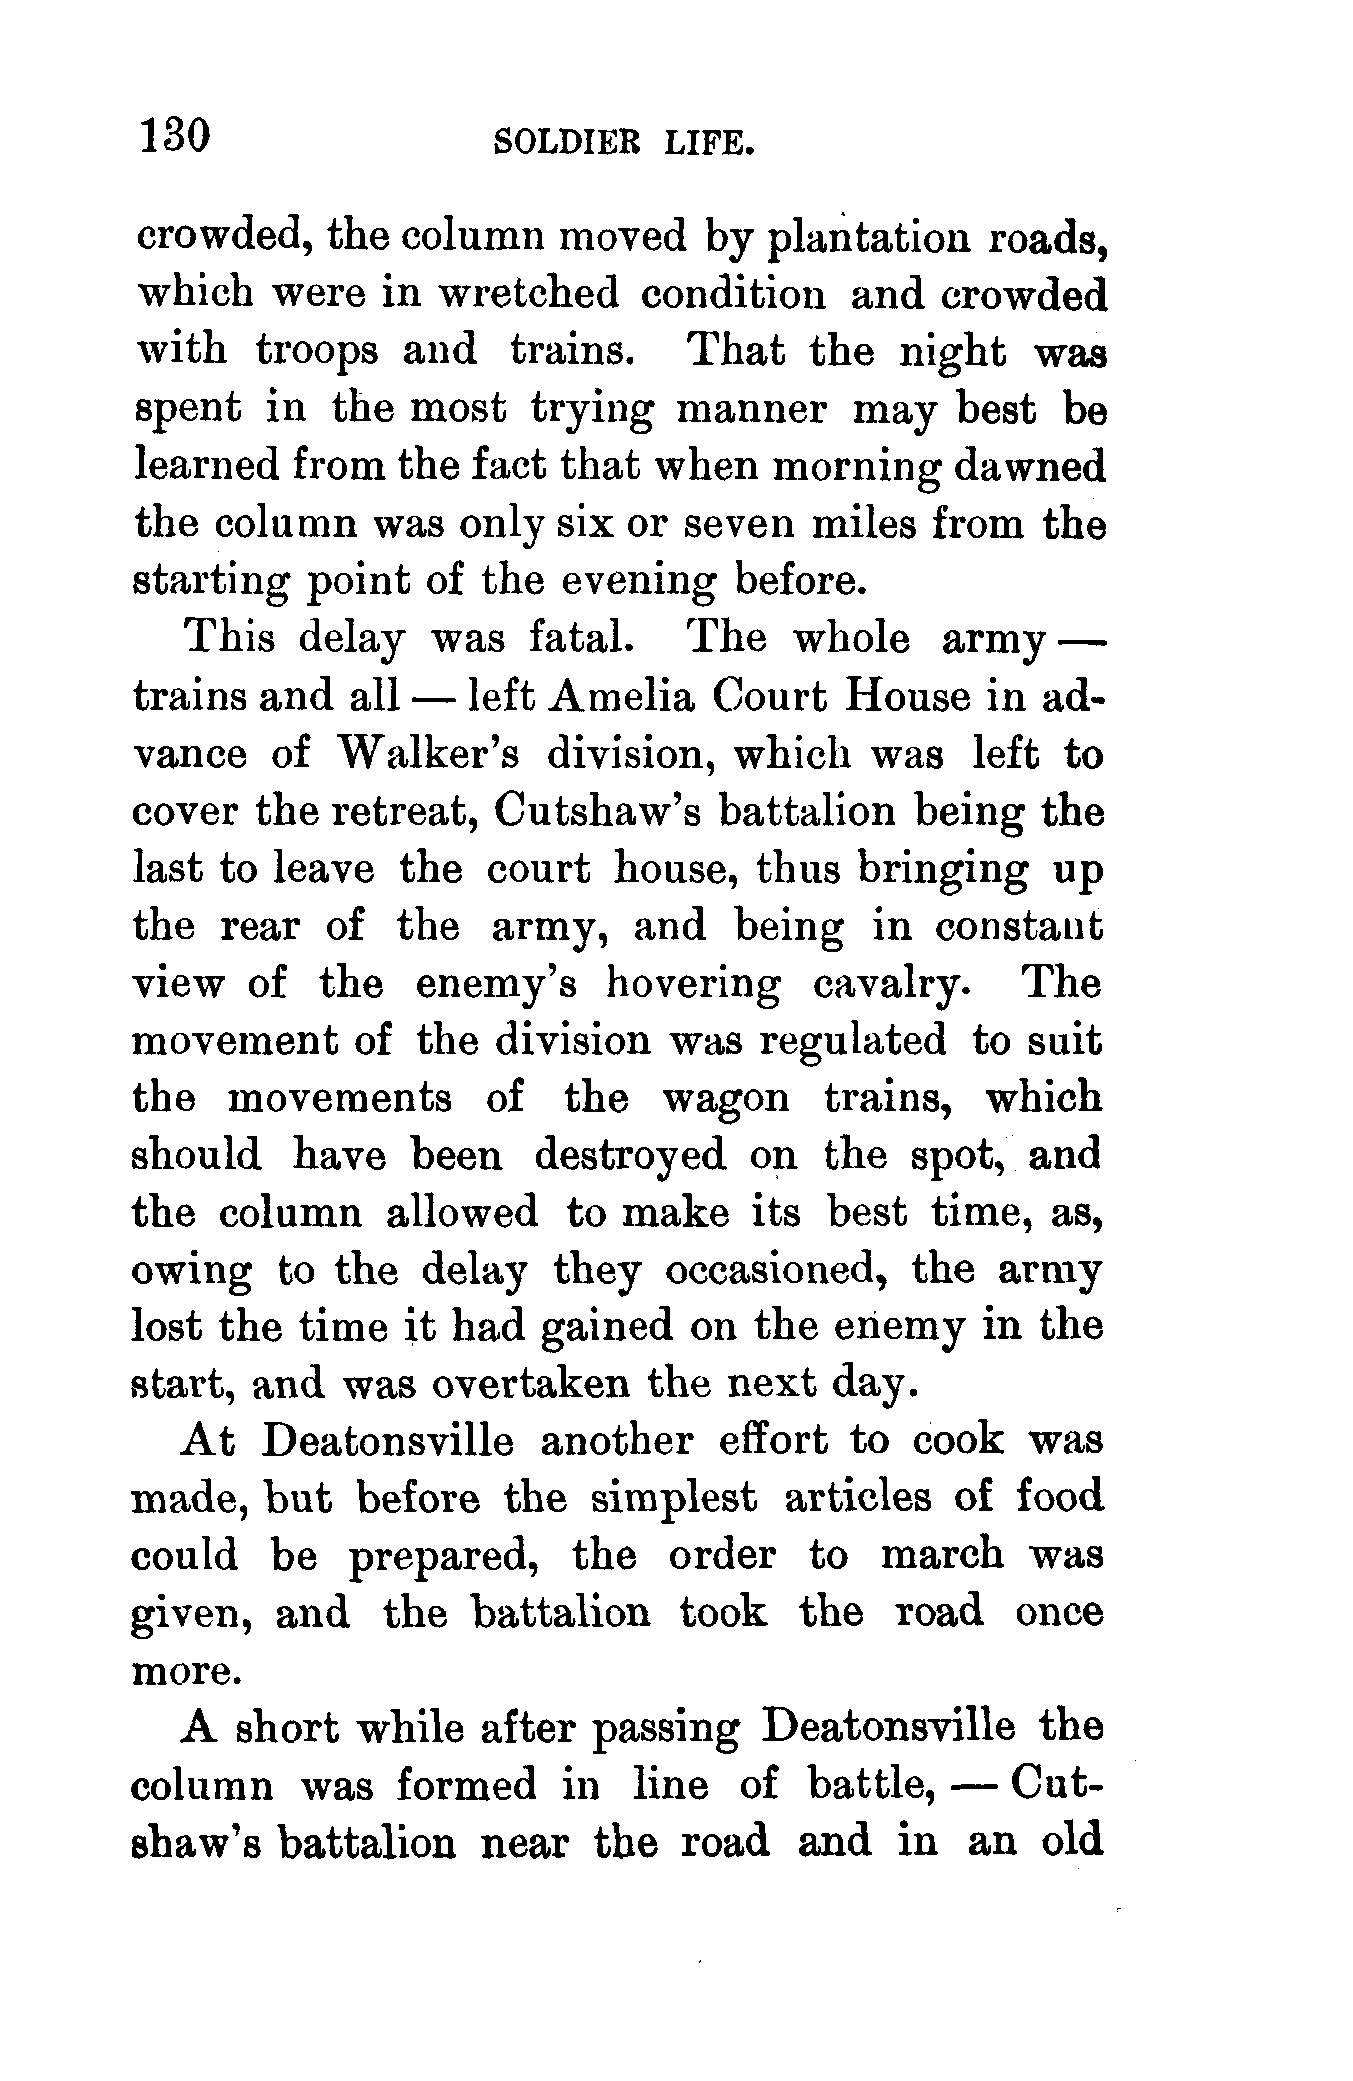 130 SOLDIER LIFE.
crowded, the column moved by plantation roads,
which were in wretched condition and crowded
with troops and trains. That the night was
spent in the most trying manner may best be
learned from the fact that when morning dawned
the column was only six or seven miles from the
starting point of the evening before.
This delay was fatal. The whole army —
trains and all — left Amelia Court House in ad-
vance of Walker's division, which was left to
cover the retreat, Cutshaw's battalion being the
last to leave the court house, thus bringing up
the rear of the army, and being in constant
view of the enemy's hovering cavalry. The
movement of the division was regulated to suit
the movements of the wagon trains, which
should have been destroyed on the spot, and
the column allowed to make its best time, as,
owing to the delay they occasioned, the army
lost the time it had gained on the enemy in the
start, and was overtaken the next day.
At Deatonsville another effort to cook was
made, but before the simplest articles of food
could be prepared, the order to march was
given, and the battalion took the road once
more.
A short while after passing Deatonsville the
column was formed in line of battle, — Cut-
shaw's battalion near the road and in an old